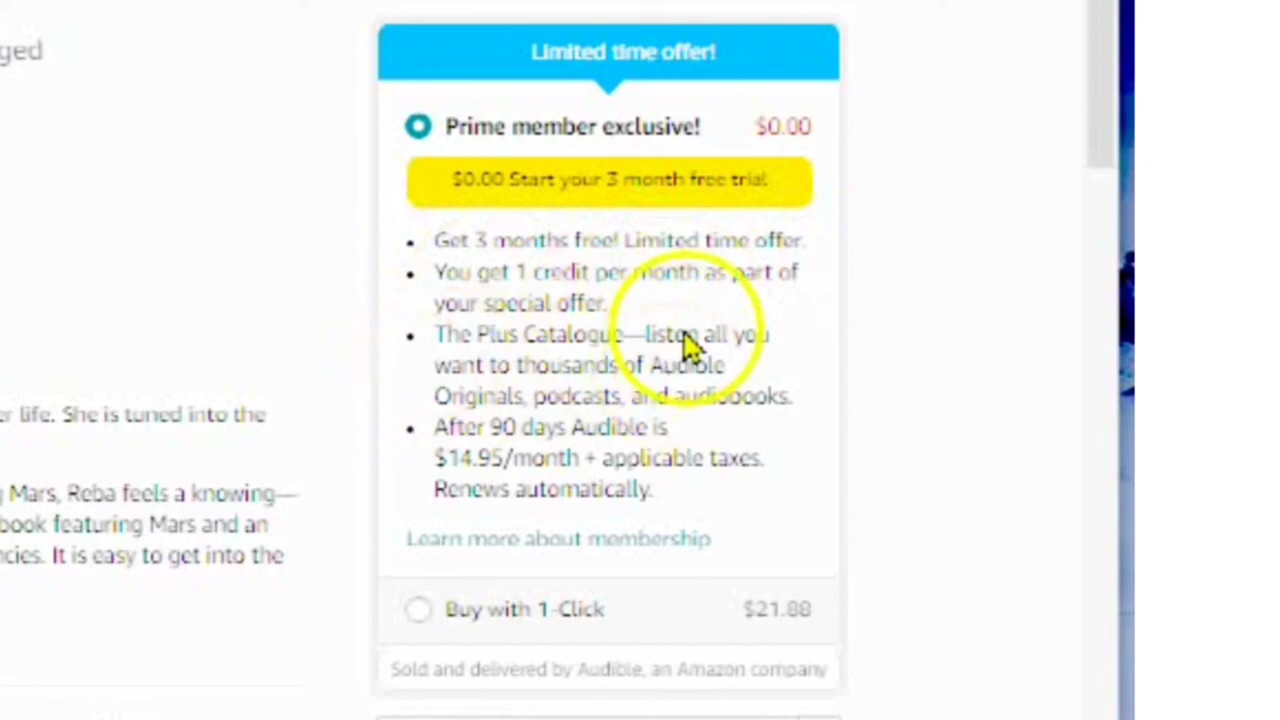 ged
Limited time offer!
Prime member exclusive! $0.00
$0.00 Start your 3 month free trial
Get 3 months free! Limited time offer.
You get 1 credit per month as part of
your special offer.
The Plus Catalogue—listen all you
want to thousands of Audible
Originals, podcasts, and audiobooks.
After 90 days Audible is
$14.95/month + applicable taxes.
Renews automatically.
Learn more about membership
Buy with 1-Click $21.88
Sold and delivered by Audible, an Amazon company
er life. She is tuned into the
g Mars, Reba feels a knowing—
book featuring Mars and an
cies. It is easy to get into the